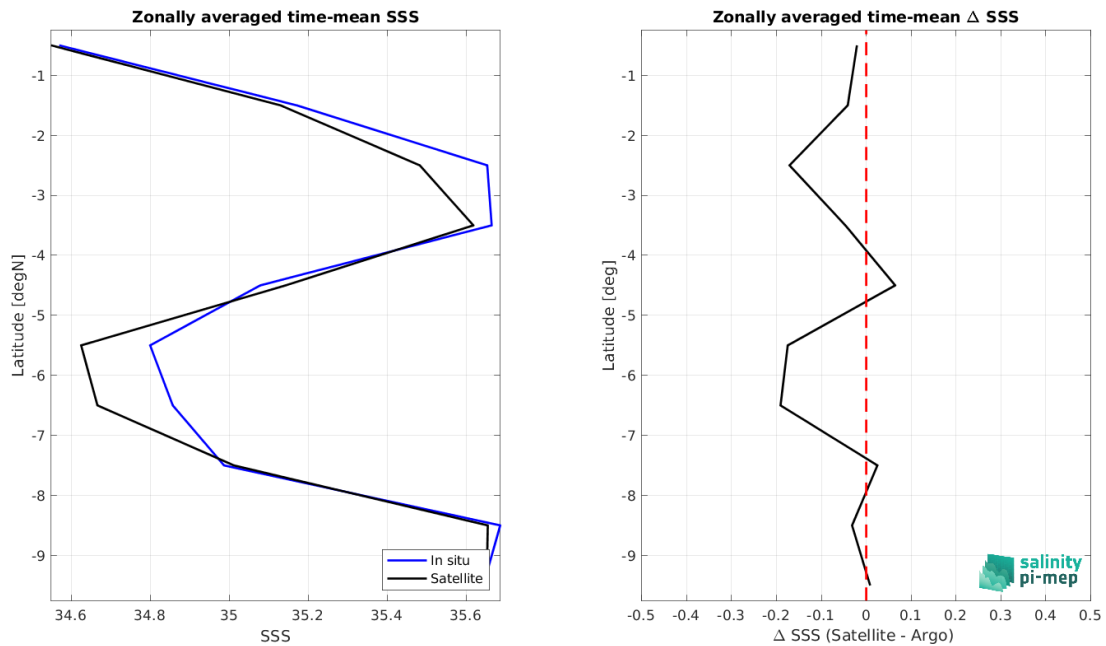 Zonally averaged time-mean SSS
-1
-2
-3
-4
-5
-6
-7
-8
-9
Latitude [degN]
34.6 34.8 35 35.2 35.4 35.6
SSS
In situ
Satellite
Zonally averaged time-mean Δ SSS
-1
-2
-3
-4
-5
-6
-7
-8
-9
Latitude [deg]
-0.5 -0.4 -0.3 -0.2 -0.1 0 0.1 0.2 0.3 0.4 0.5
Δ SSS (Satellite - Argo)
salinity
pi-mep